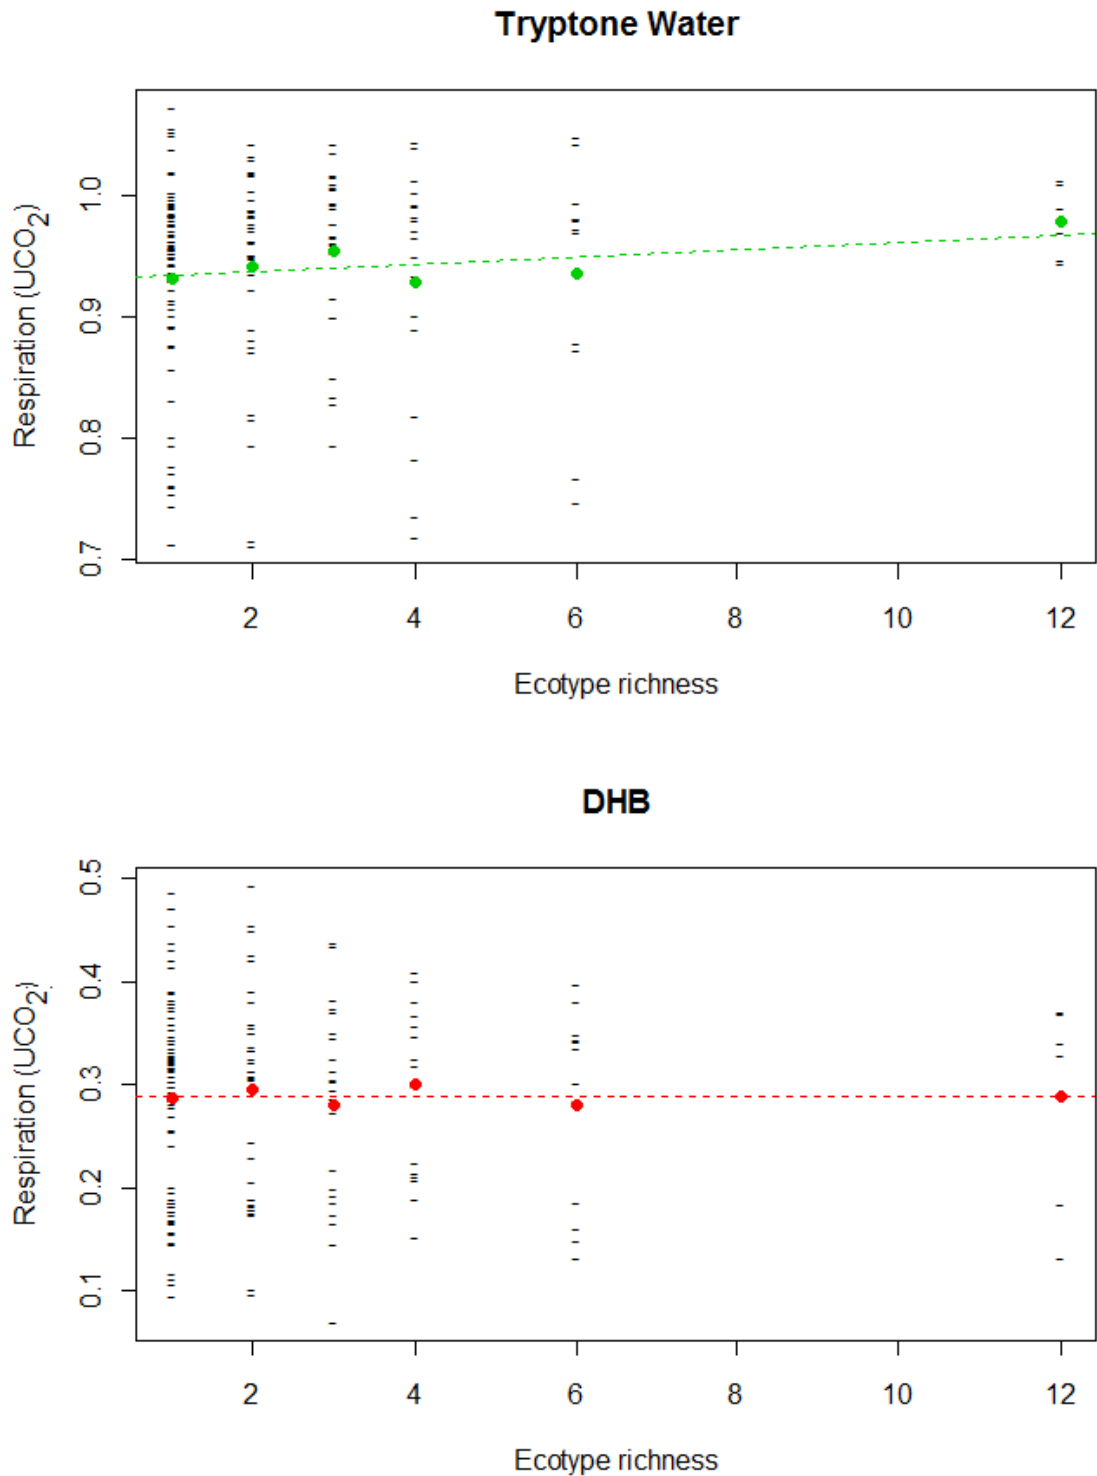 Tryptone Water
Respiration (UCO2)
1.0
0.9
0.8
0.7
2 4 6 8 10 12
Ecotype richness
DHB
Respiration (UCO2)
0.5
0.4
0.3
0.2
0.1
2 4 6 8 10 12
Ecotype richness